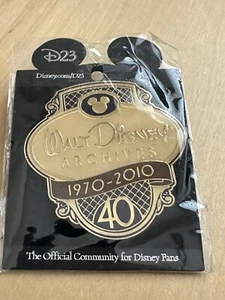 D23
Disney.com/D23
WALT DISNEY
ARCHIVES
1970-2010
40
The Official Community for Disney Fans